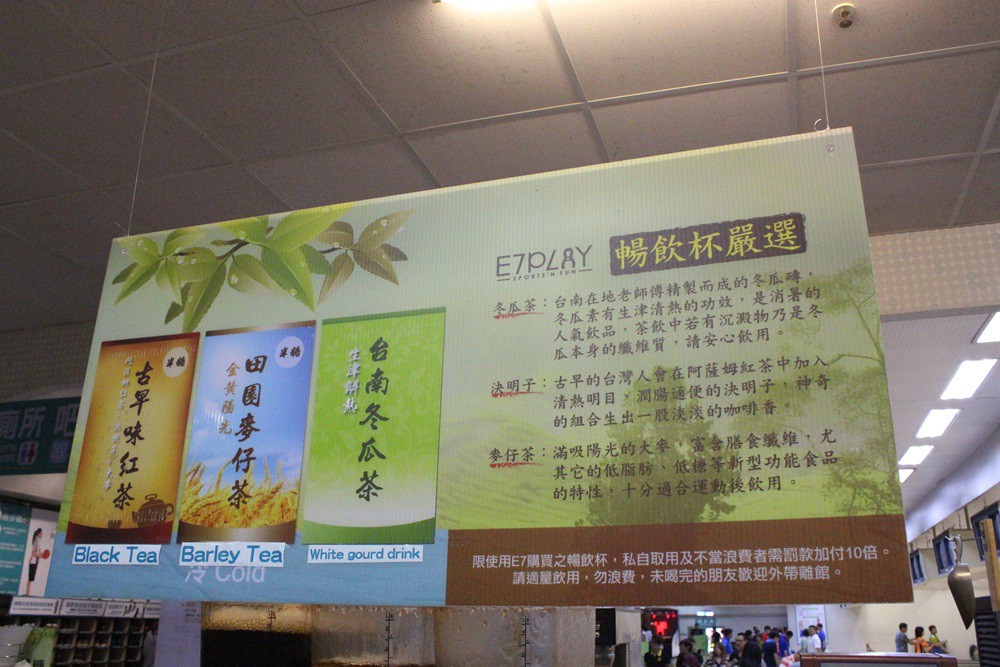 E7PLAY
SPORTS'N FUN
暢飲杯嚴選
冬瓜茶：台南在地老師傅精製而成的冬瓜磚，
冬瓜素有生津清熱的功效，是消暑的
人氣飲品，茶飲中若有沉澱物乃是冬
瓜本身的纖維質，請安心飲用。
決明子：古早的台灣人會在阿薩姆紅茶中加入
清熱明目，潤腸通便的決明子，神奇
的組合生出一股淡淡的咖啡香。
麥仔茶：滿吸陽光的大麥，富含膳食纖維，尤
其它的低脂肪、低糖等新型功能食品
的特性，十分適合運動後飲用。
限使用E7購買之暢飲杯，私自取用及不當浪費者需罰款加付10倍。
請適量飲用，勿浪費，未喝完的朋友歡迎外帶離館。
半糖
古早味紅茶
Black Tea
半糖
田園麥仔茶
金黃陽光
Barley Tea
台南冬瓜茶
生津解熱
White gourd drink
冷 Cold
廁所